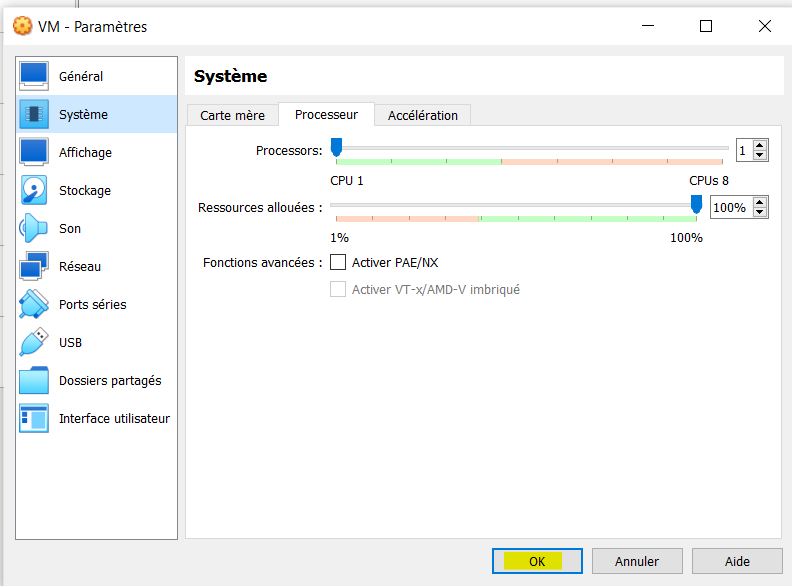 VM - Paramètres
Général
Système
Affichage
Stockage
Son
Réseau
Ports séries
USB
Dossiers partagés
Interface utilisateur
Système
Carte mère Processeur Accélération
Processors: 1
CPU 1 CPUs 8
Ressources allouées : 100%
1% 100%
Fonctions avancées : Activer PAE/NX
Activer VT-x/AMD-V imbriqué
OK Annuler Aide